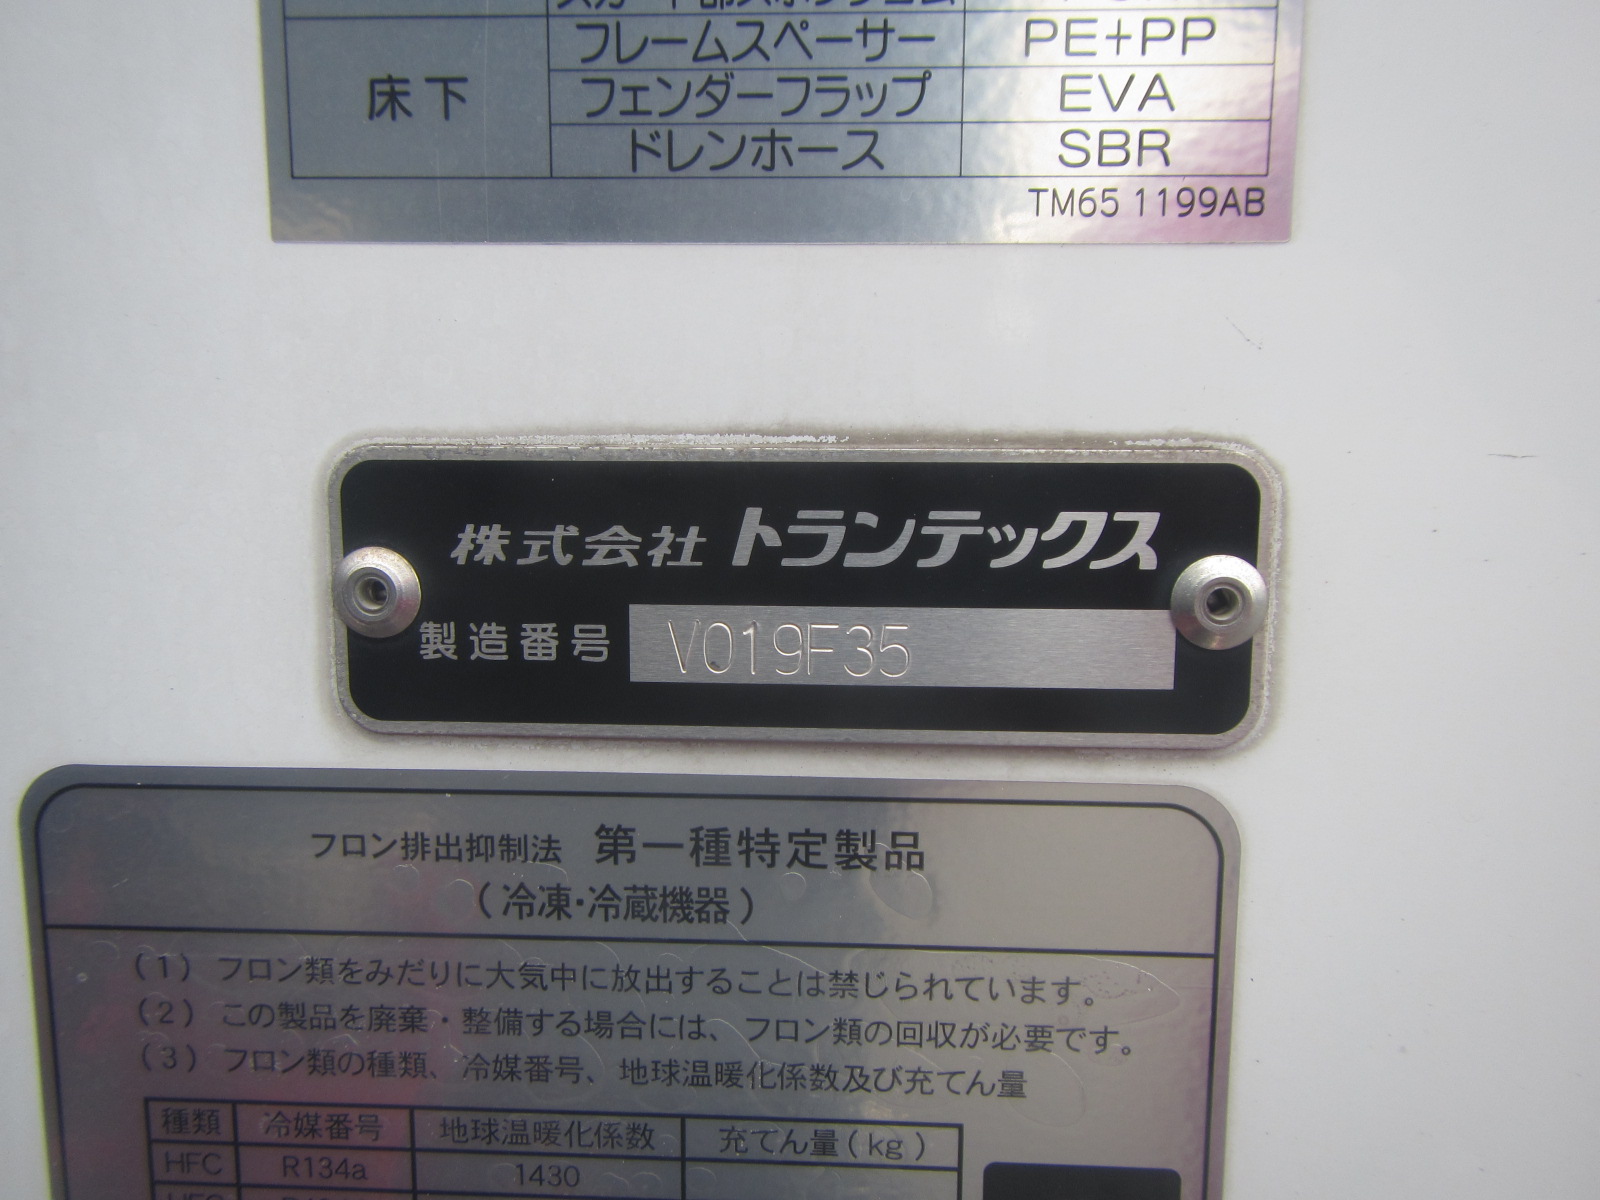 フレームスペーサー PE+PP
床下 フェンダーフラップ EVA
ドレンホース SBR
TM65 1199AB
株式会社 トランテックス
製造番号 V019F35
フロン排出抑制法 第一種特定製品
(冷凍・冷蔵機器)
(1) フロン類をみだりに大気中に放出することは禁じられています。
(2) この製品を廃棄・整備する場合には、フロン類の回収が必要です。
(3) フロン類の種類、冷媒番号、地球温暖化係数及び充てん量
種類 冷媒番号 地球温暖化係数 充てん量(kg)
HFC R134a 1430